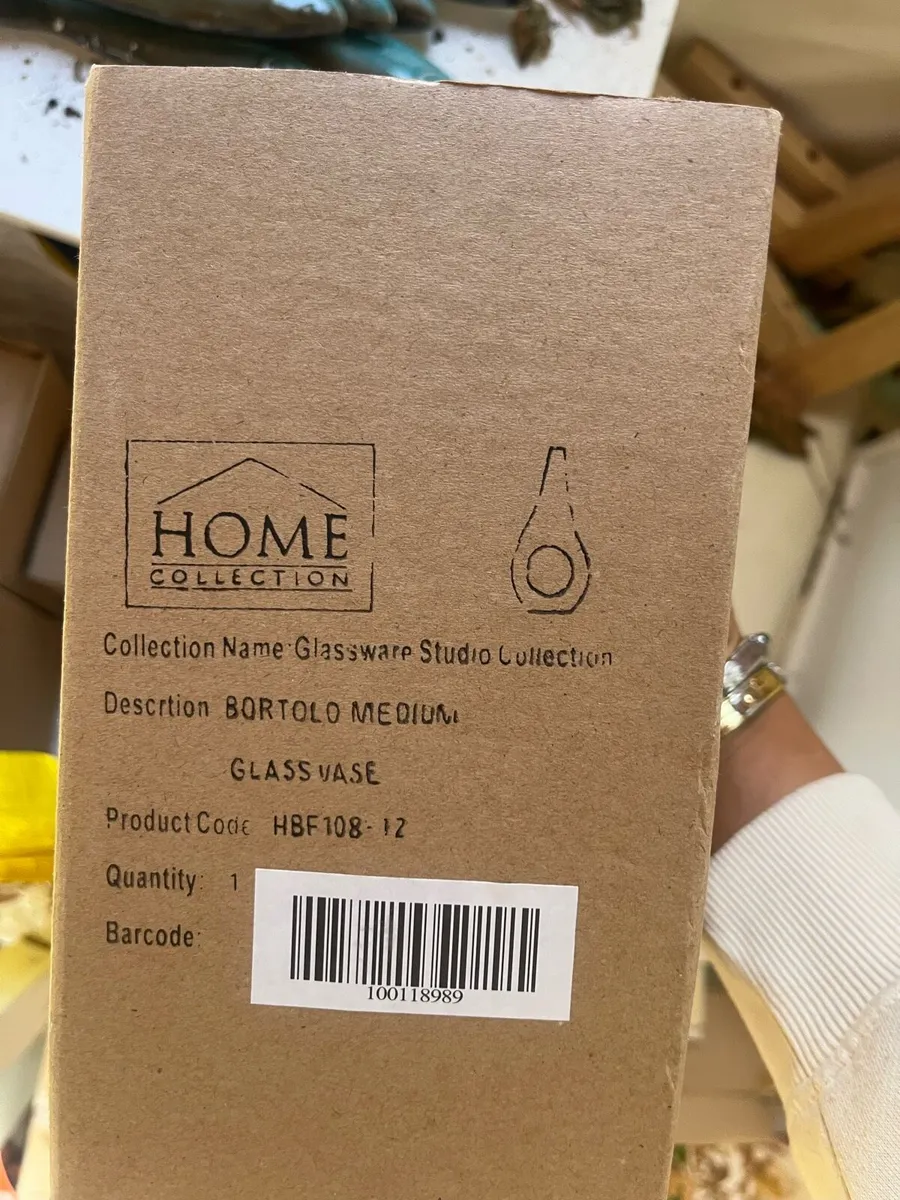 HOME
COLLECTION
Collection Name:Glassware Studio Collection
Descrtion BORTOLO MEDIUM
GLASS VASE
Product Code HBF108-12
Quantity: 1
Barcode:
100118989